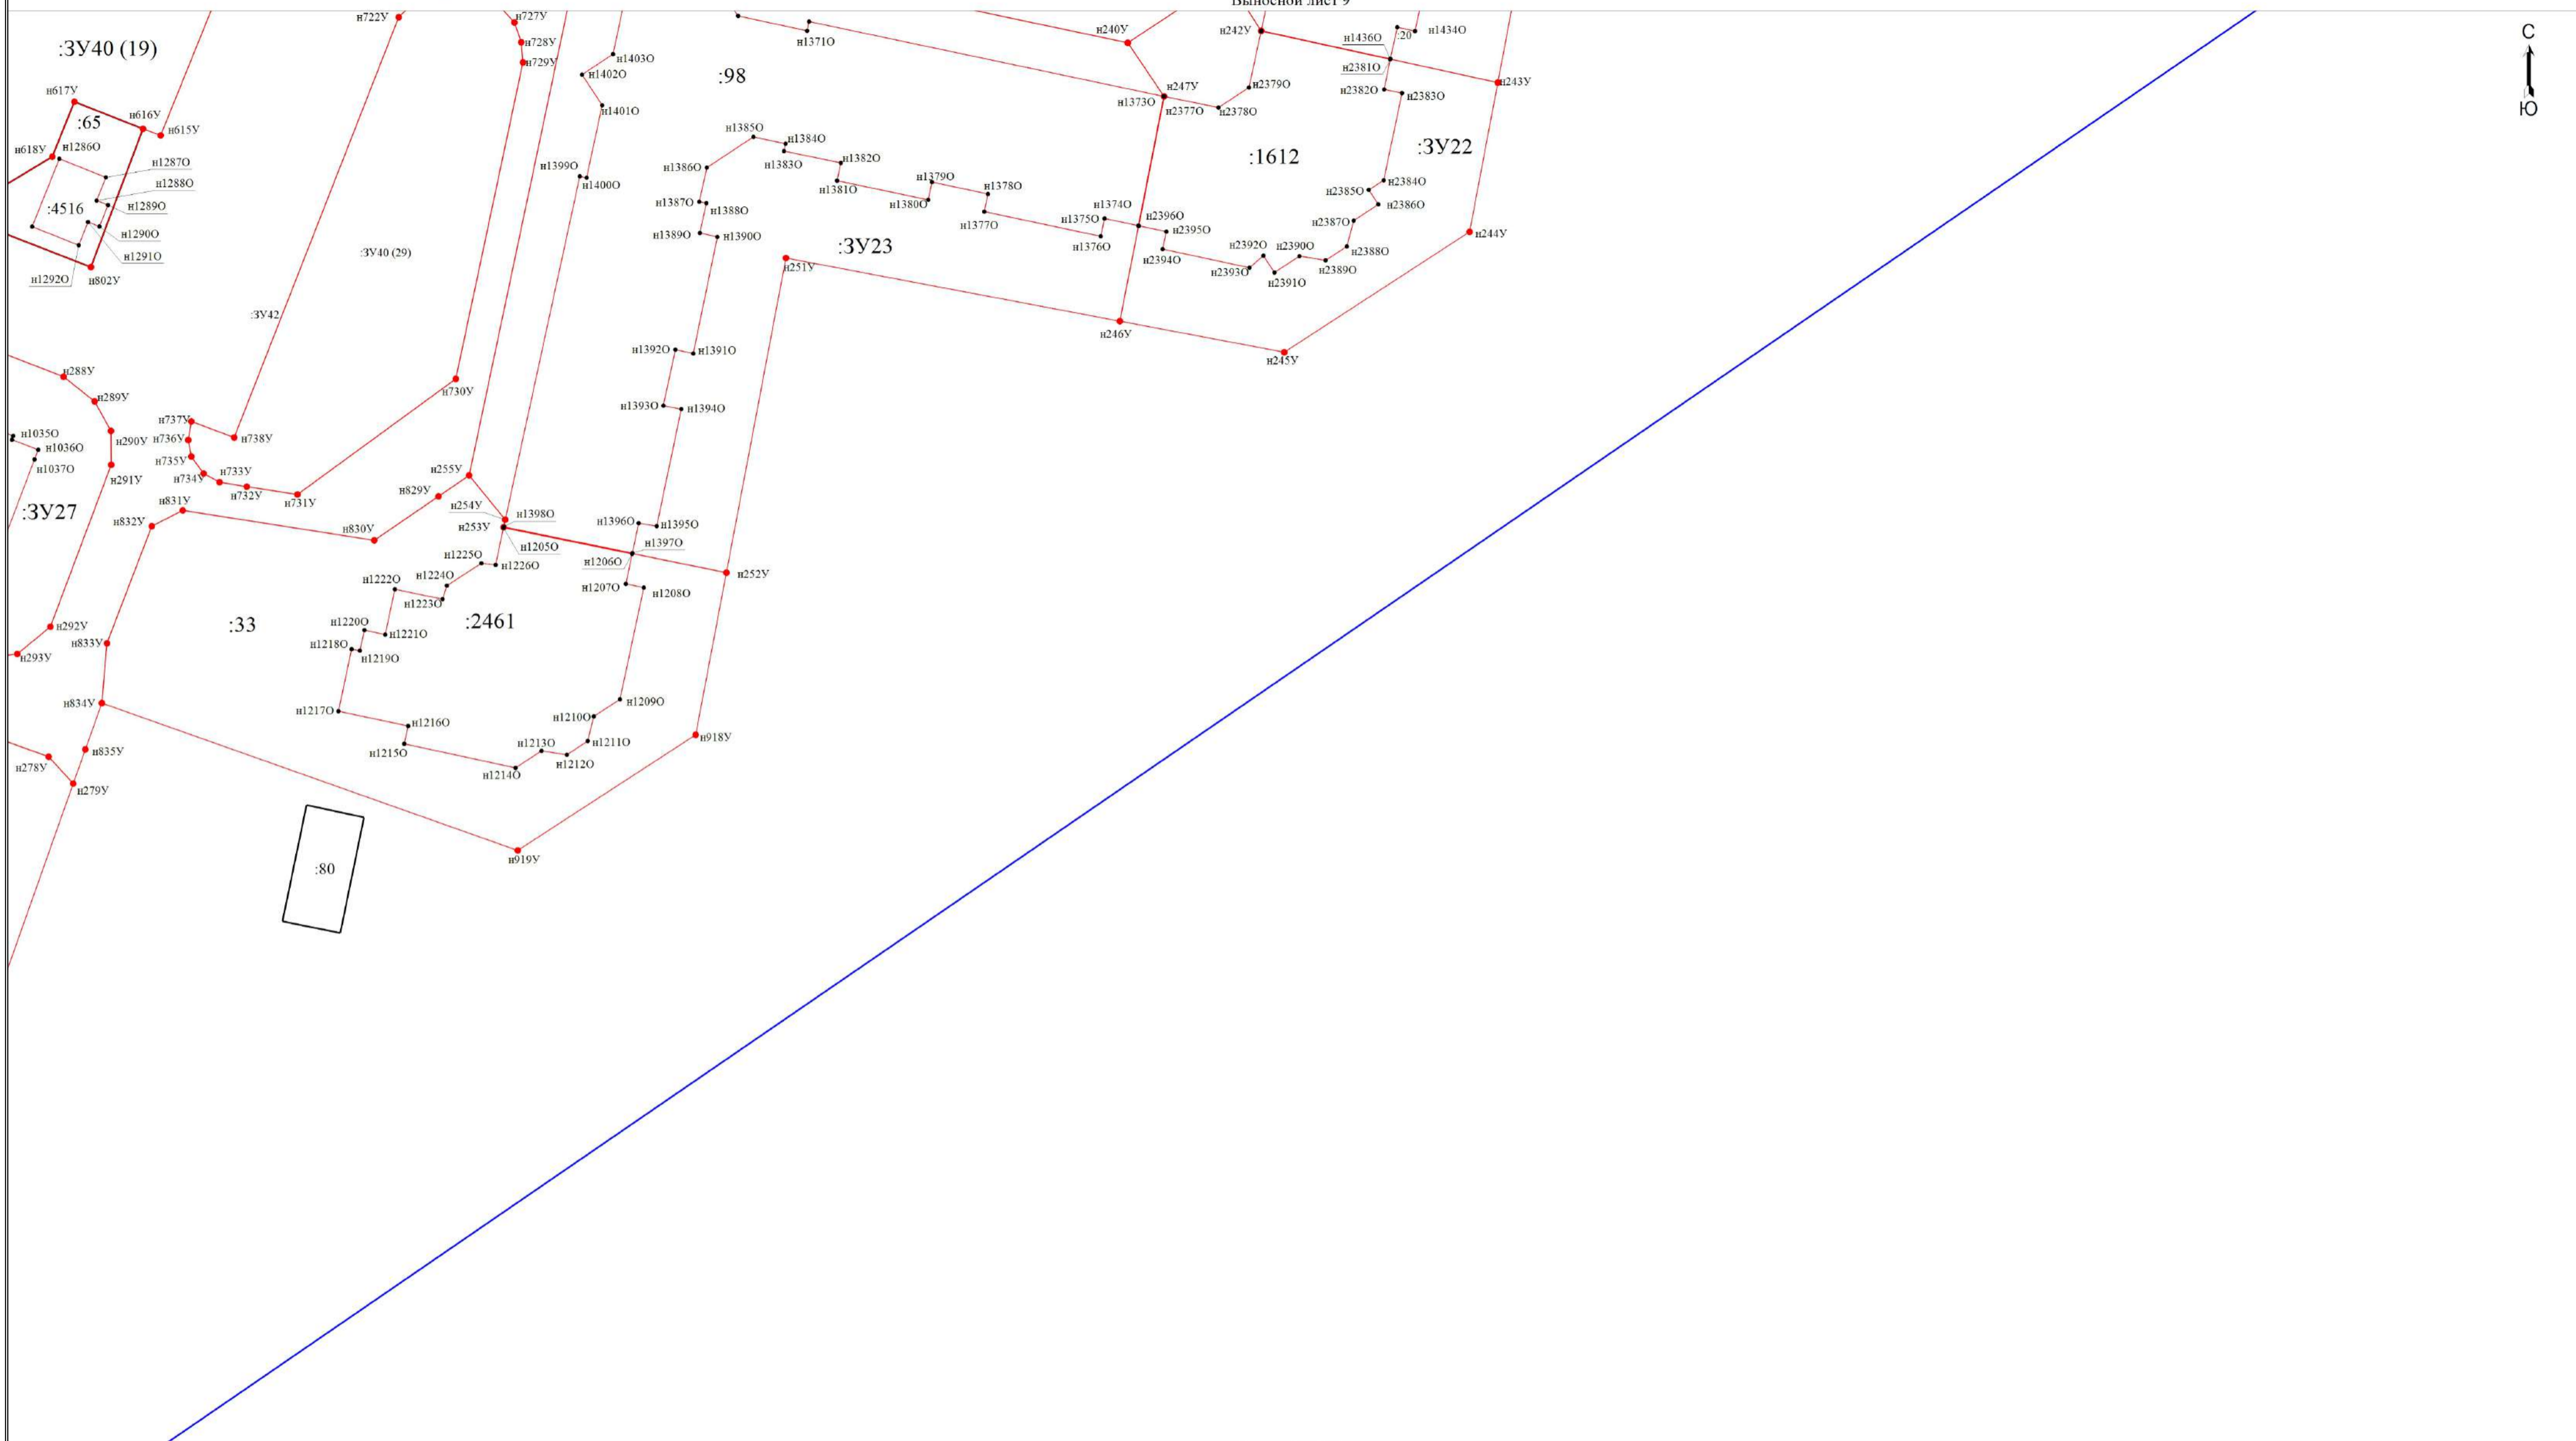 Выносной лист 9
н722У
н727У
н728У
н729У
:ЗУ40 (19)
н617У
:65
н616У
н615У
н618У
н1286О
н1287О
н1288О
:4516
н1289О
н1290О
н1291О
н1292О
н802У
:ЗУ40 (29)
:ЗУ42
н1371О
н1403О
н1402О
:98
н1401О
н1399О
н1400О
н1385О
н1384О
н1383О
н1382О
н1386О
н1381О
н1379О
н1378О
н1380О
н1387О
н1388О
н1377О
н1389О
н1390О
:ЗУ23
н251У
н240У
н242У
н1436О
:20
н1434О
н2381О
н243У
н247У
н1373О
н2377О
н2379О
н2378О
н2382О
н2383О
:1612
:ЗУ22
н2384О
н2385О
н2386О
н1374О
н1375О
н2396О
н2395О
н1376О
н2394О
н2387О
н2392О
н2390О
н2388О
н2393О
н2389О
н2391О
н244У
н246У
н245У
С
Ю
н1392О
н1391О
н1393О
н1394О
н288У
н289У
н730У
н1035О
н1036О
н1037О
н290У
н291У
н737У
н736У
н738У
н735У
н734У
н733У
н732У
н731У
н255У
н829У
:ЗУ27
н831У
н832У
н830У
н254У
н253У
н1398О
н1205О
н1396О
н1395О
н1397О
н1206О
н252У
н1225О
н1226О
н1224О
н1222О
н1223О
н1207О
н1208О
:33
:2461
н292У
н833У
н293У
н1220О
н1221О
н1218О
н1219О
н834У
н1217О
н1216О
н1215О
н1209О
н1210О
н1213О
н1211О
н1212О
н1214О
н918У
н835У
н278У
н279У
н919У
:80